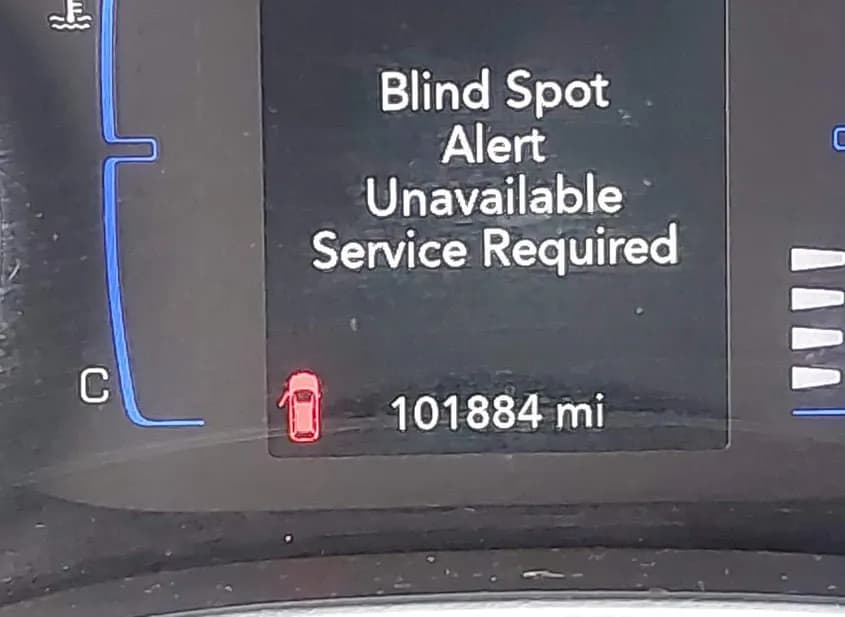 Blind Spot
Alert
Unavailable
Service Required
C
101884 mi